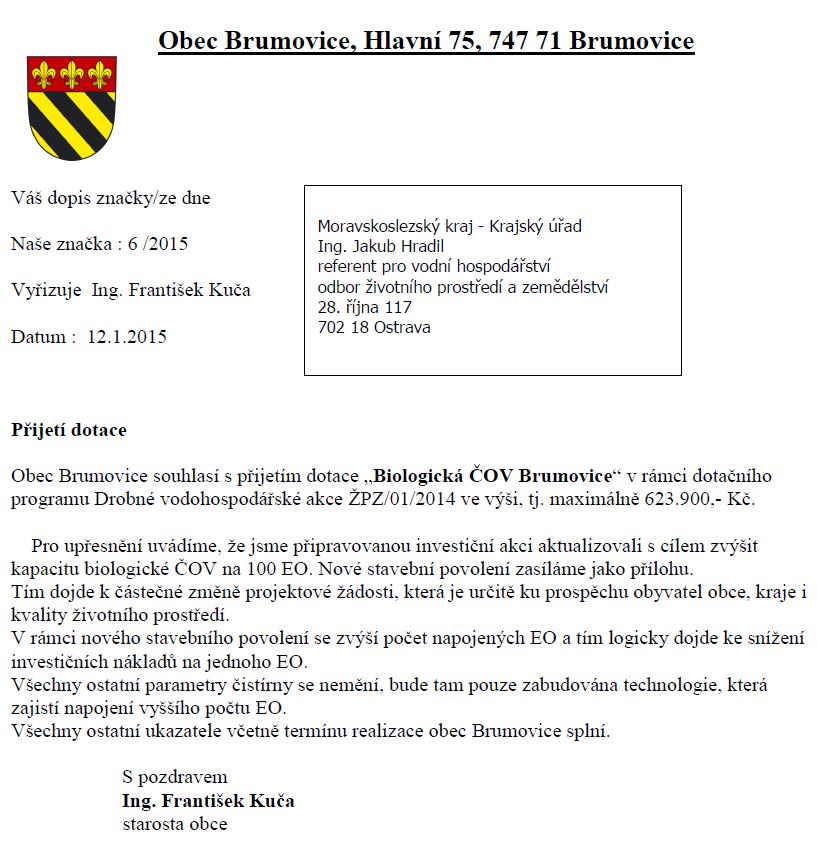 Obec Brumovice, Hlavní 75, 747 71 Brumovice
Váš dopis značky/ze dne
Naše značka : 6 /2015
Vyřizuje Ing. František Kuča
Datum : 12.1.2015
Moravskoslezský kraj - Krajský úřad
Ing. Jakub Hradil
referent pro vodní hospodářství
odbor životního prostředí a zemědělství
28. října 117
702 18 Ostrava
Přijetí dotace
Obec Brumovice souhlasí s přijetím dotace „Biologická ČOV Brumovice“ v rámci dotačního
programu Drobné vodohospodářské akce ŽPZ/01/2014 ve výši, tj. maximálně 623.900,- Kč.
Pro upřesnění uvádíme, že jsme připravovanou investiční akci aktualizovali s cílem zvýšit
kapacitu biologické ČOV na 100 EO. Nové stavební povolení zasíláme jako přílohu.
Tím dojde k částečné změně projektové žádosti, která je určitě ku prospěchu obyvatel obce, kraje i
kvality životního prostředí.
V rámci nového stavebního povolení se zvýší počet napojených EO a tím logicky dojde ke snížení
investičních nákladů na jednoho EO.
Všechny ostatní parametry čistírny se nemění, bude tam pouze zabudována technologie, která
zajistí napojení vyššího počtu EO.
Všechny ostatní ukazatele včetně termínu realizace obec Brumovice splní.
S pozdravem
Ing. František Kuča
starosta obce